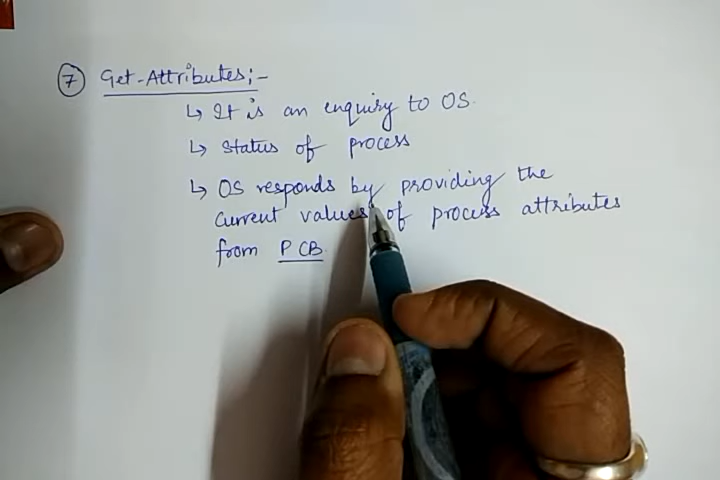 7 Get-Attributes;-
↳ It is an enquiry to OS.
↳ Status of process
↳ OS responds by providing the
current values of process attributes
from PCB.